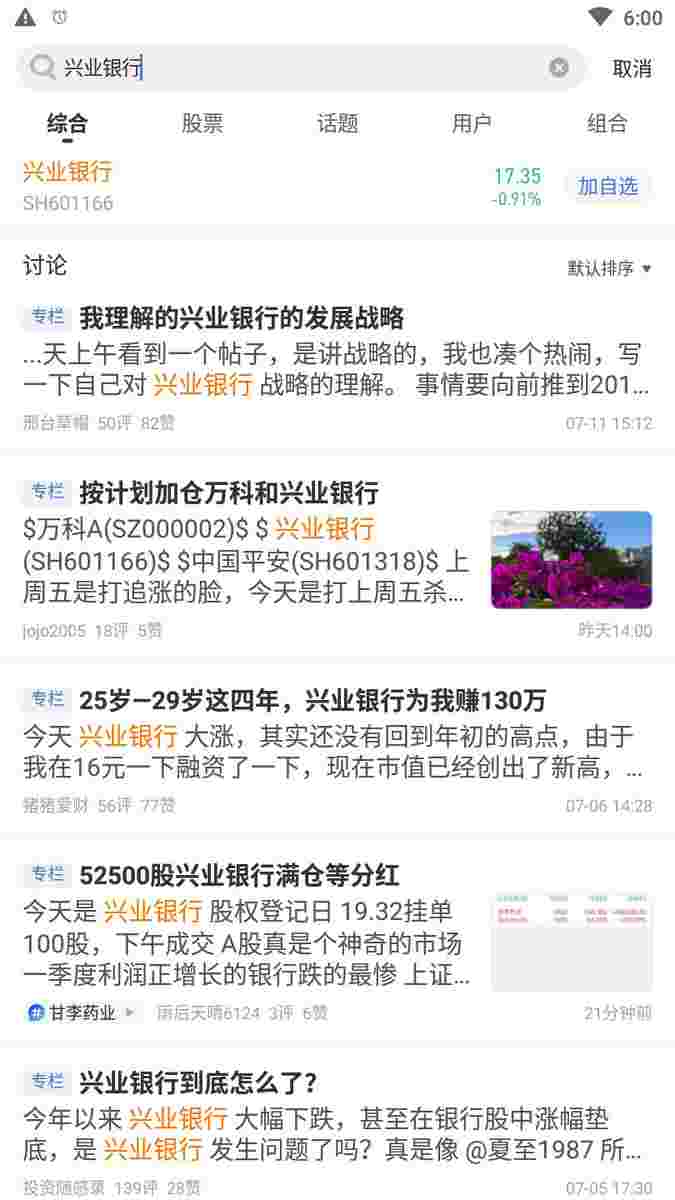 6:00
兴业银行
取消
综合 股票 话题 用户 组合
兴业银行
17.35
加自选
SH601166
-0.91%
讨论
默认排序
专栏 我理解的兴业银行的发展战略
...天上午看到一个帖子，是讲战略的，我也凑个热闹，写
一下自己对 兴业银行 战略的理解。 事情要向前推到201...
那台草帽 50评 82赞 07-11 15:12
专栏 按计划加仓万科和兴业银行
$万科A(SZ000002)$ $ 兴业银行
(SH601166)$ $中国平安(SH601318)$ 上
周五是打追涨的脸，今天是打上周五杀...
jojo2005 18评 5赞 昨天14:00
专栏 25岁—29岁这四年，兴业银行为我赚130万
今天 兴业银行 大涨，其实还没有回到年初的高点，由于
我在16元一下融资了一下，现在市值已经创出了新高，...
猪猪爱财 56评 77赞 07-06 14:28
专栏 52500股兴业银行满仓等分红
今天是 兴业银行 股权登记日 19.32挂单
100股，下午成交 A股真是个神奇的市场
一季度利润正增长的银行跌的最惨 上证...
甘李药业 雨后天晴6124 3评 6赞 21分钟前
专栏 兴业银行到底怎么了？
今年以来 兴业银行 大幅下跌，甚至在银行股中涨幅垫
底，是 兴业银行 发生问题了吗？真是像 @夏至1987 所...
投资随感录 139评 28赞 07-05 17:30